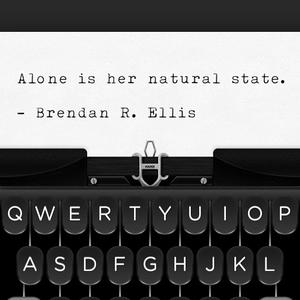 Alone is her natural state.
- Brendan R. Ellis
Q W E R T Y U I O P
A S D F G H J K L